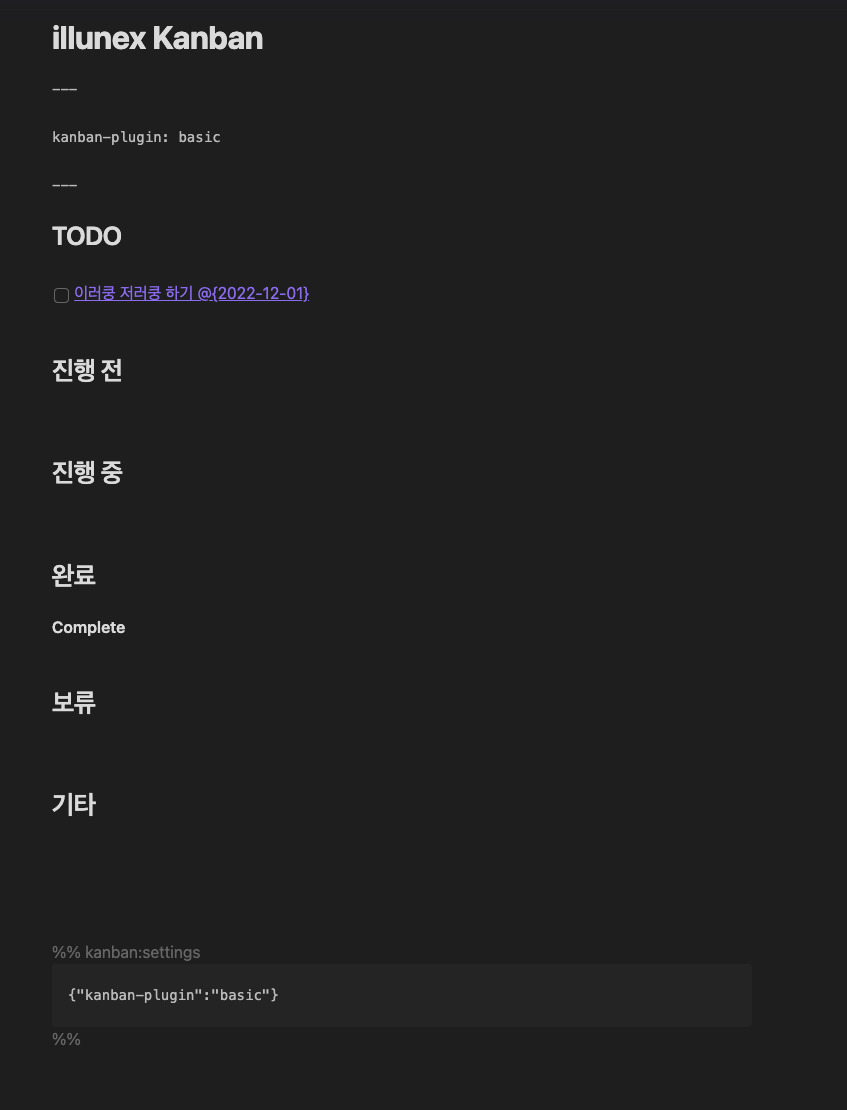 illunex Kanban
---
kanban-plugin: basic
---
TODO
이러쿵 저러쿵 하기 @{2022-12-01}
진행 전
진행 중
완료
Complete
보류
기타
%% kanban:settings
{"kanban-plugin":"basic"}
%%